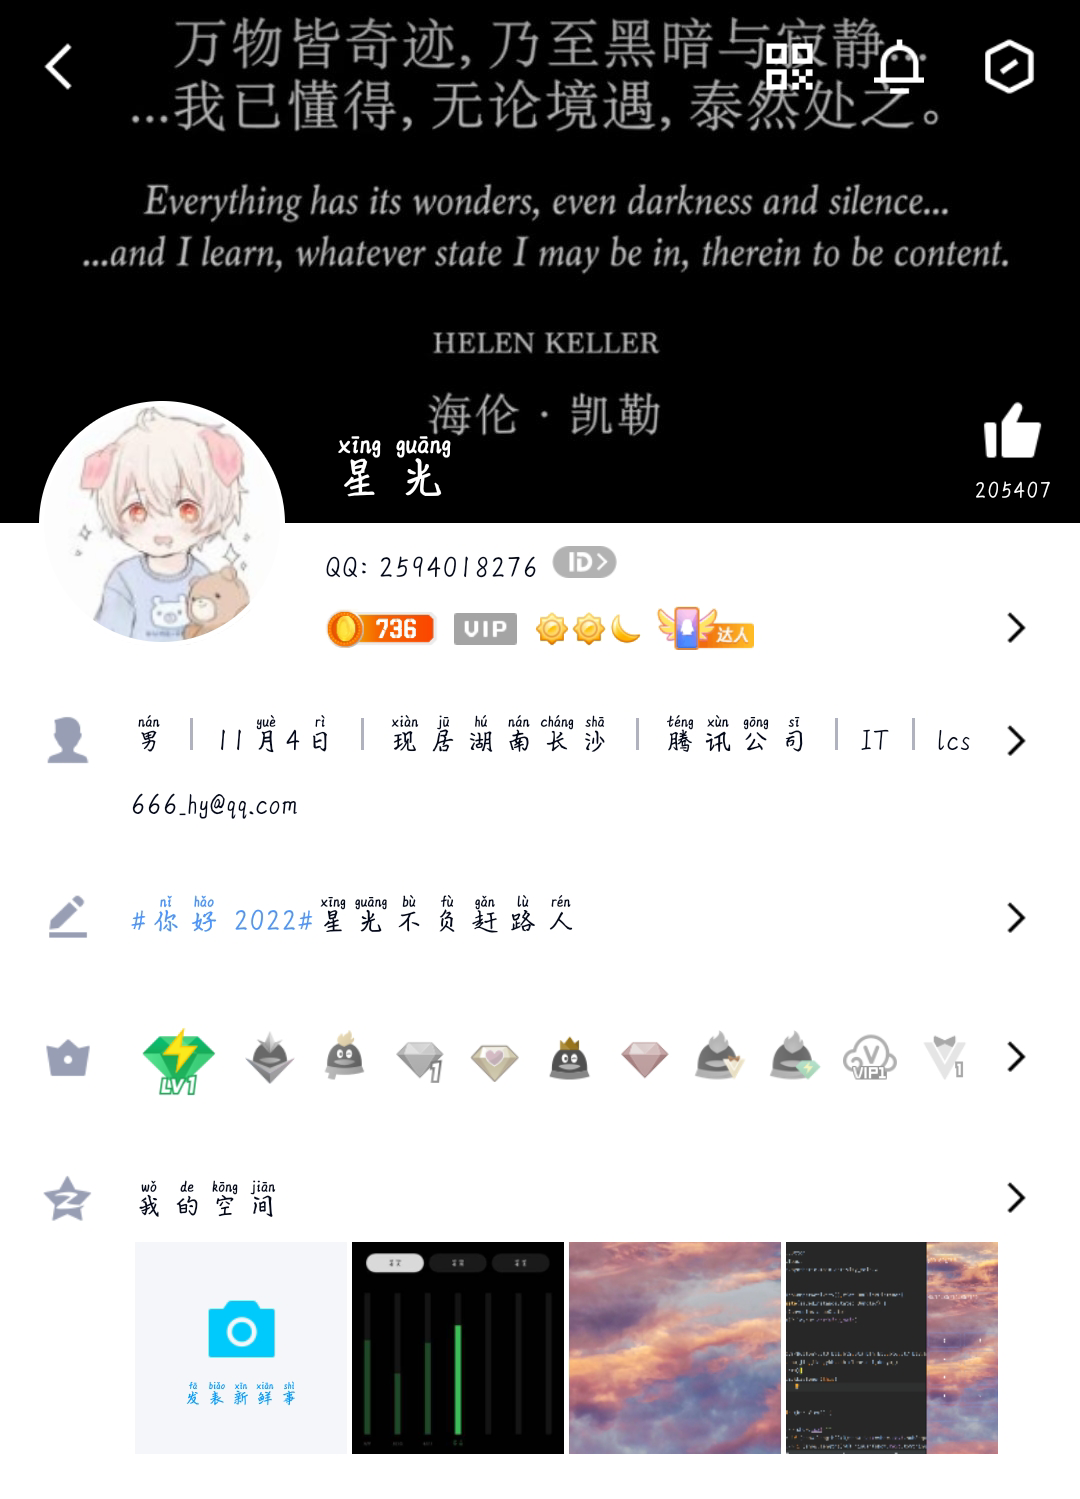 万物皆奇迹, 乃至黑暗与寂静...
...我已懂得, 无论境遇, 泰然处之。
Everything has its wonders, even darkness and silence...
...and I learn, whatever state I may be in, therein to be content.
HELEN KELLER
海伦 · 凯勒
xīng guāng
星光
205407
QQ: 2594018276 ID>
736 VIP 达人
nán yuè rì xiàn jū hú nán cháng shā téng xùn gōng sī
男 | 11月4日 | 现居湖南长沙 | 腾讯公司 | IT | lcs
666_hy@qq.com
nǐ hǎo xīng guāng bù fù gǎn lù rén
#你好 2022#星光不负赶路人
LV1 1 VIP1 1
wǒ de kōng jiān
我的空间
fā biǎo xīn xiān shì
发表新鲜事